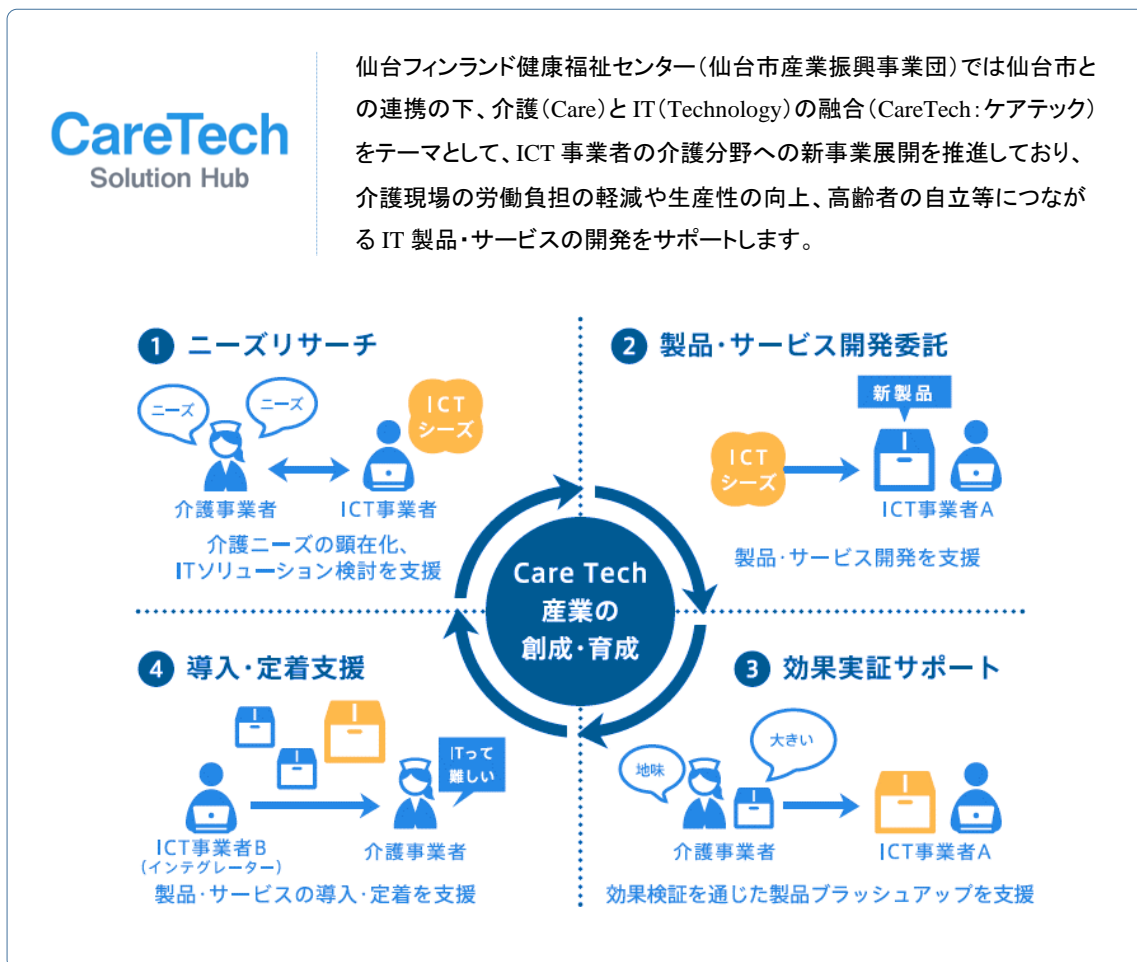 CareTech
Solution Hub
仙台フィンランド健康福祉センター(仙台市産業振興事業団)では仙台市と
の連携の下、介護(Care)とIT(Technology)の融合(CareTech:ケアテック)
をテーマとして、ICT 事業者の介護分野への新事業展開を推進しており、
介護現場の労働負担の軽減や生産性の向上、高齢者の自立等につなが
る IT 製品・サービスの開発をサポートします。
1 ニーズリサーチ
ニーズ
ニーズ
ICT
シーズ
介護事業者
ICT事業者
介護ニーズの顕在化、
ITソリューション検討を支援
2 製品・サービス開発委託
新製品
ICT
シーズ
ICT事業者A
製品・サービス開発を支援
Care Tech
産業の
創成・育成
3 効果実証サポート
地味
大きい
介護事業者
ICT事業者A
効果検証を通じた製品ブラッシュアップを支援
4 導入・定着支援
ITって
難しい
ICT事業者B
(インテグレーター)
介護事業者
製品・サービスの導入・定着を支援